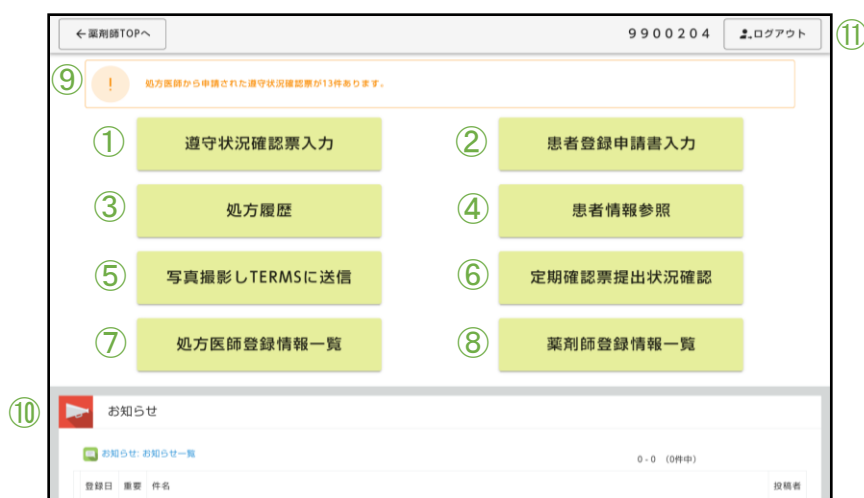 ←薬剤師TOPへ 9900204 ログアウト ⑪
⑨ ! 処方医師から申請された遵守状況確認票が13件あります。
① 遵守状況確認票入力 ② 患者登録申請書入力
③ 処方履歴 ④ 患者情報参照
⑤ 写真撮影しTERMSに送信 ⑥ 定期確認票提出状況確認
⑦ 処方医師登録情報一覧 ⑧ 薬剤師登録情報一覧
⑩ お知らせ
お知らせ: お知らせ一覧 0 - 0 (0件中)
登録日 重要 件名 投稿者